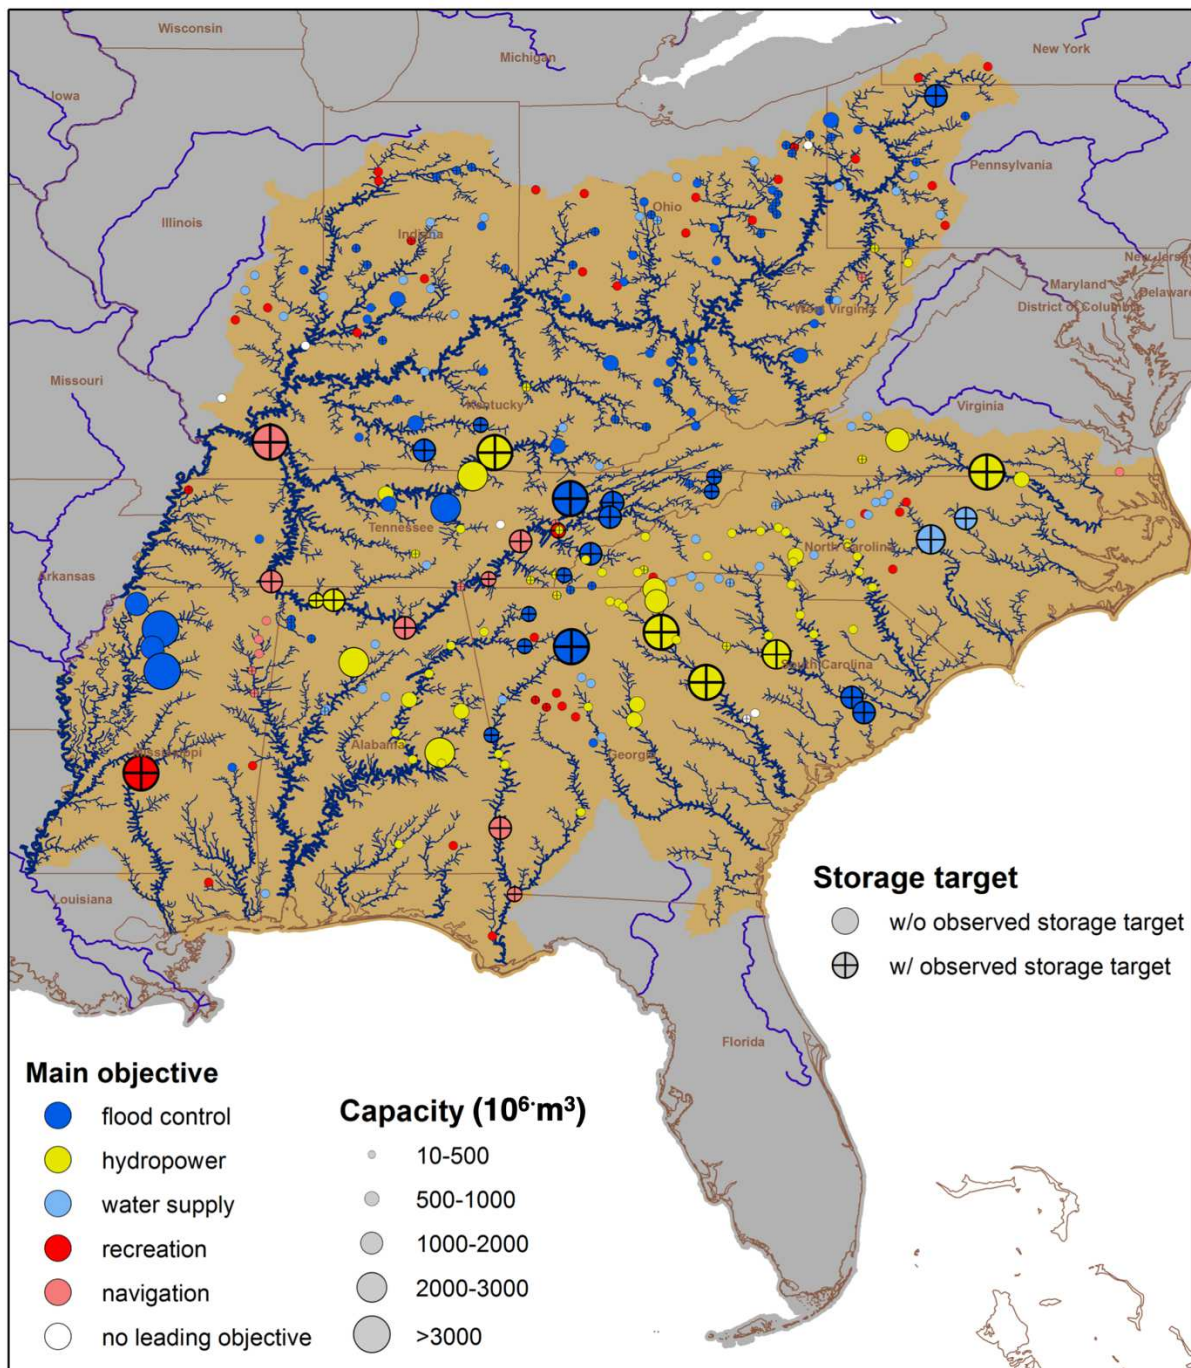 Wisconsin
Michigan
New York
Iowa
Pennsylvania
Illinois
Ohio
Indiana
New Jersey
Maryland
Delaware
District of Columbia
West Virginia
Missouri
Kentucky
Virginia
Tennessee
North Carolina
Arkansas
South Carolina
Mississippi
Alabama
Georgia
Louisiana
Florida
Storage target
w/o observed storage target
w/ observed storage target
Main objective
flood control
hydropower
water supply
recreation
navigation
no leading objective
Capacity (10⁶·m³)
10-500
500-1000
1000-2000
2000-3000
>3000